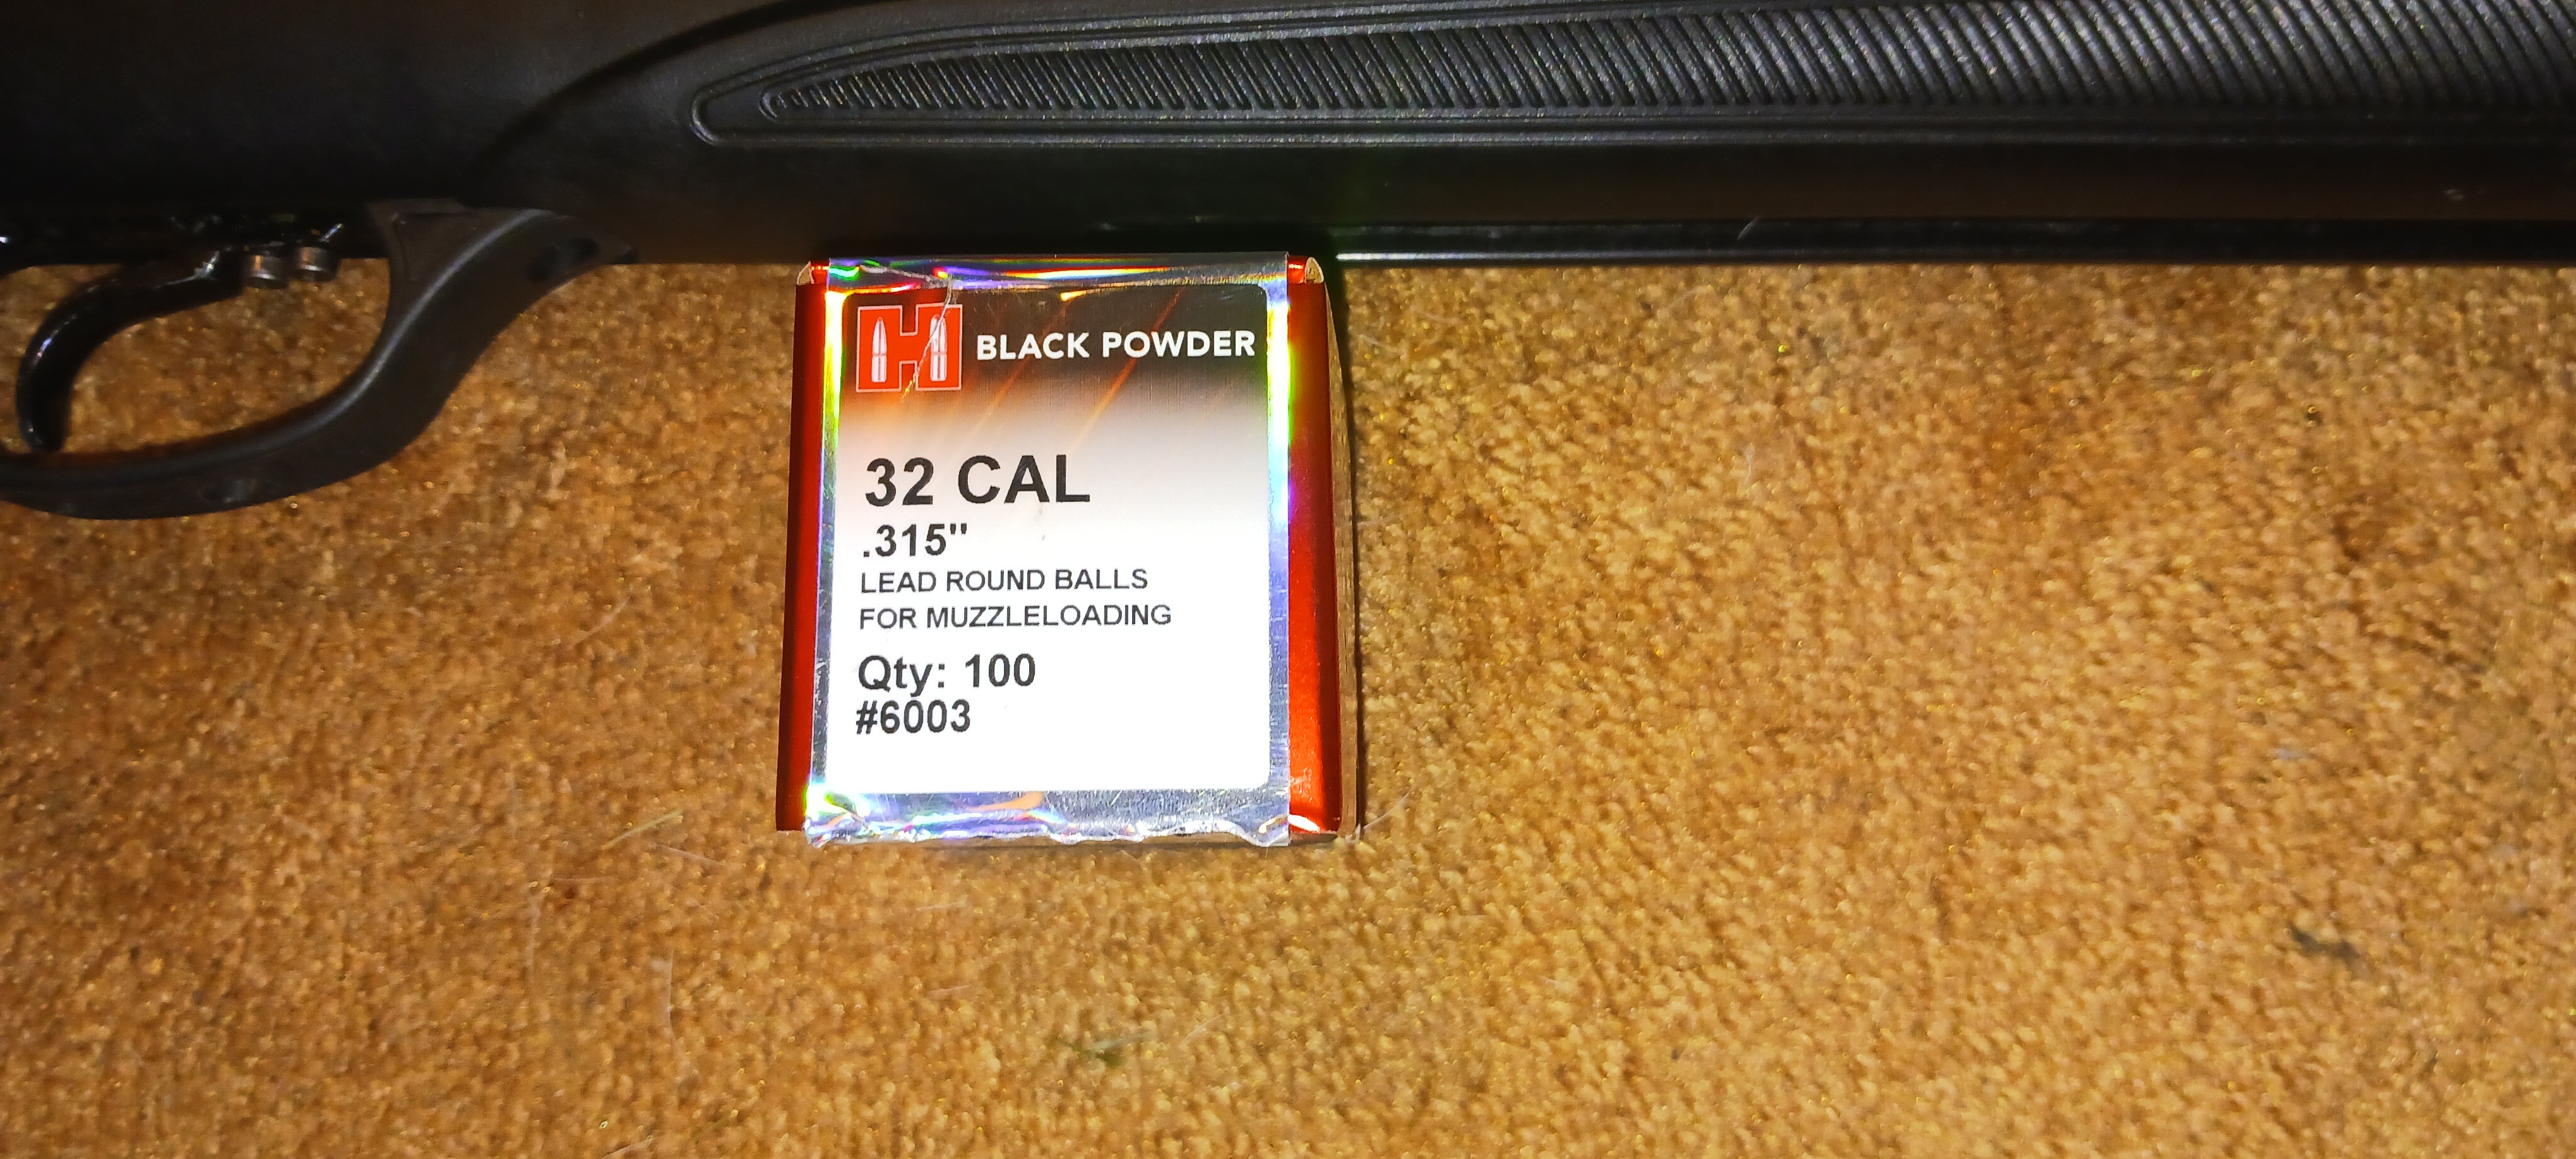 H BLACK POWDER
32 CAL
.315"
LEAD ROUND BALLS
FOR MUZZLELOADING
Qty: 100
#6003